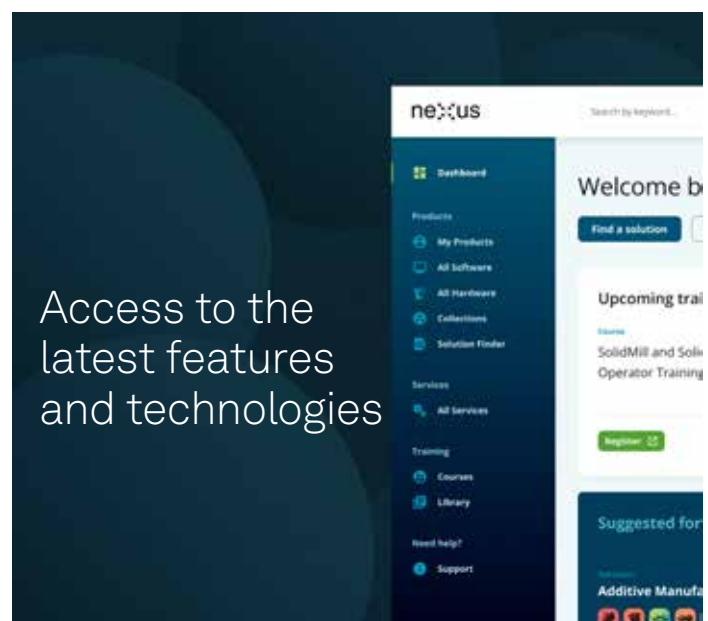 Access to the
latest features
and technologies
nexus
Search by keyword...
Dashboard
Products
My Products
All Software
All Hardware
Collections
Solution Finder
Services
All Services
Training
Courses
Library
Need help?
Support
Welcome b
Find a solution
Upcoming trai
Course
SolidMill and Soli
Operator Training
Register
Suggested for
Additive Manufa